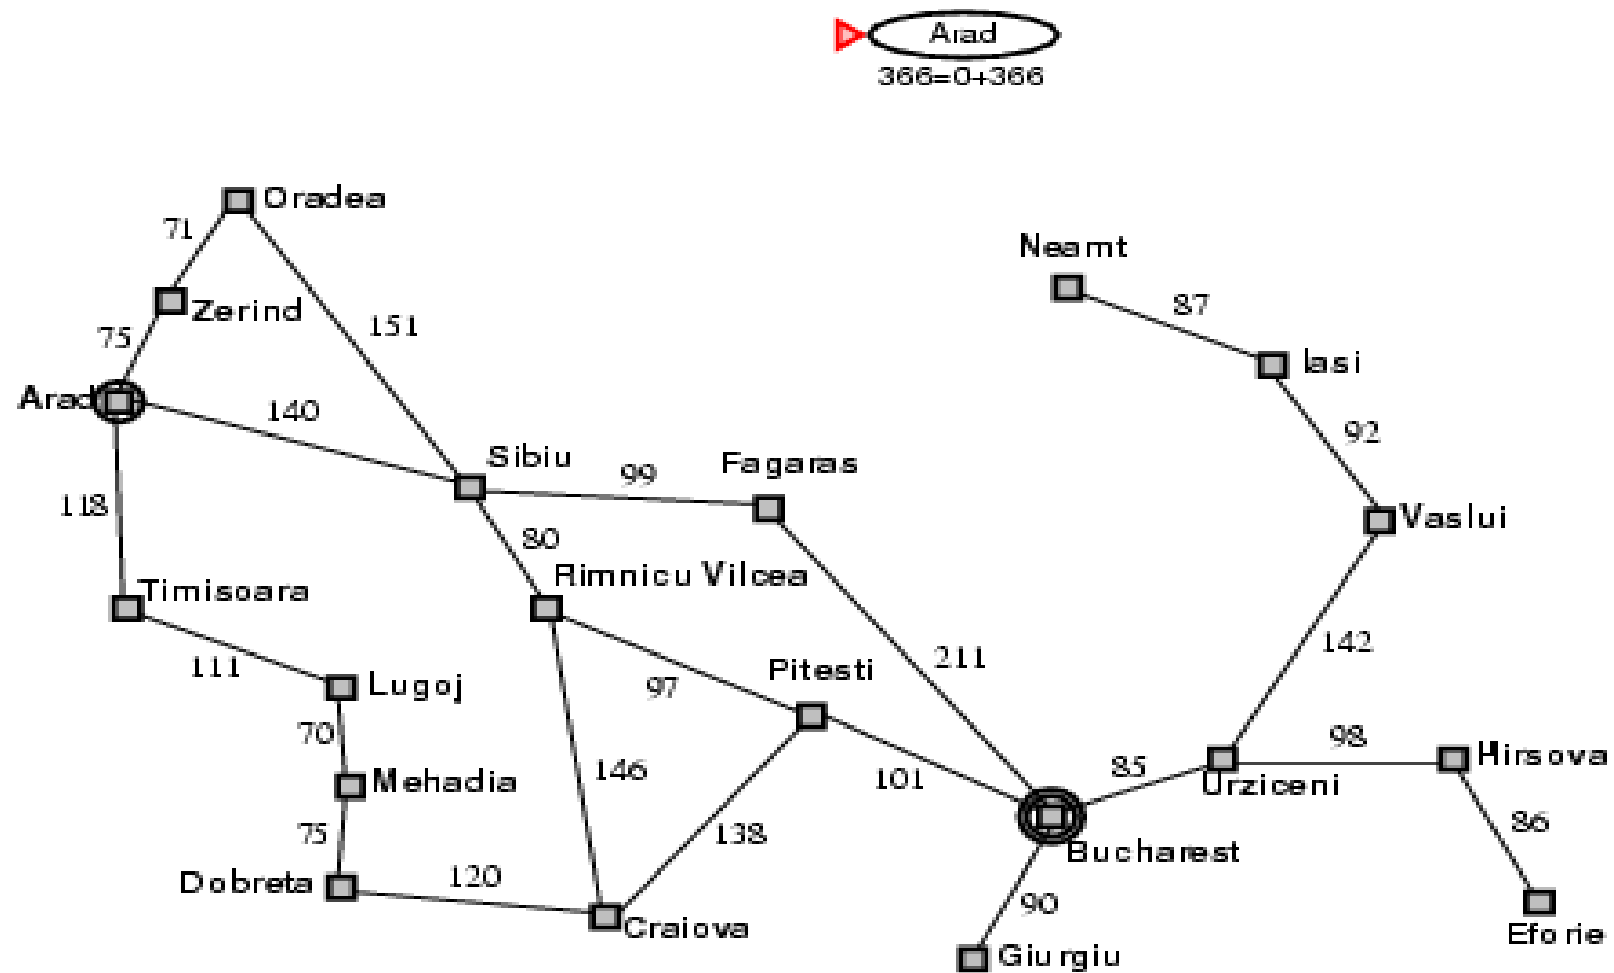 Arad
366=0+366
Oradea
71
Neamt
Zerind
87
75
151
Iasi
Arad
140
92
Sibiu
Fagaras
99
118
Vaslui
80
Timisoara
Rimnicu Vilcea
142
111
211
Pitesti
Lugoj
97
70
98
Hirsova
146
85
Mehadia
101
Urziceni
75
138
86
Bucharest
Dobreta
120
90
Craiova
Eforie
Giurgiu